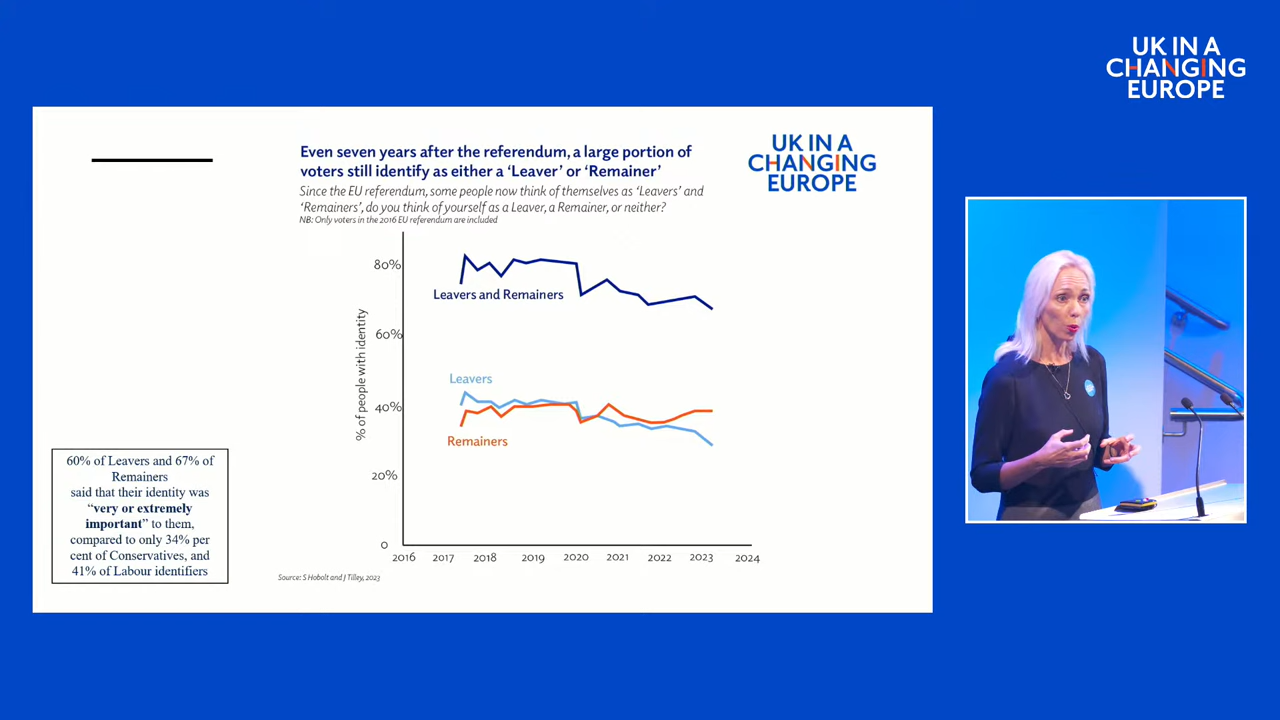 UK IN A
CHANGING
EUROPE
Even seven years after the referendum, a large portion of
voters still identify as either a ‘Leaver’ or ‘Remainer’
Since the EU referendum, some people now think of themselves as ‘Leavers’ and
‘Remainers’, do you think of yourself as a Leaver, a Remainer, or neither?
NB: Only voters in the 2016 EU referendum are included
UK IN A
CHANGING
EUROPE
% of people with identity
80%
60%
40%
20%
0
Leavers and Remainers
Leavers
Remainers
2016 2017 2018 2019 2020 2021 2022 2023 2024
Source: S Hobolt and J Tilley, 2023
60% of Leavers and 67% of
Remainers
said that their identity was
“very or extremely
important” to them,
compared to only 34% per
cent of Conservatives, and
41% of Labour identifiers